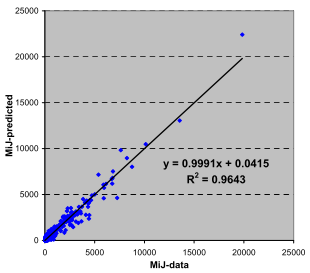 25000
20000
15000
10000
5000
0
MiJ-predicted
y = 0.9991x + 0.0415
R² = 0.9643
0 5000 10000 15000 20000 25000
MiJ-data